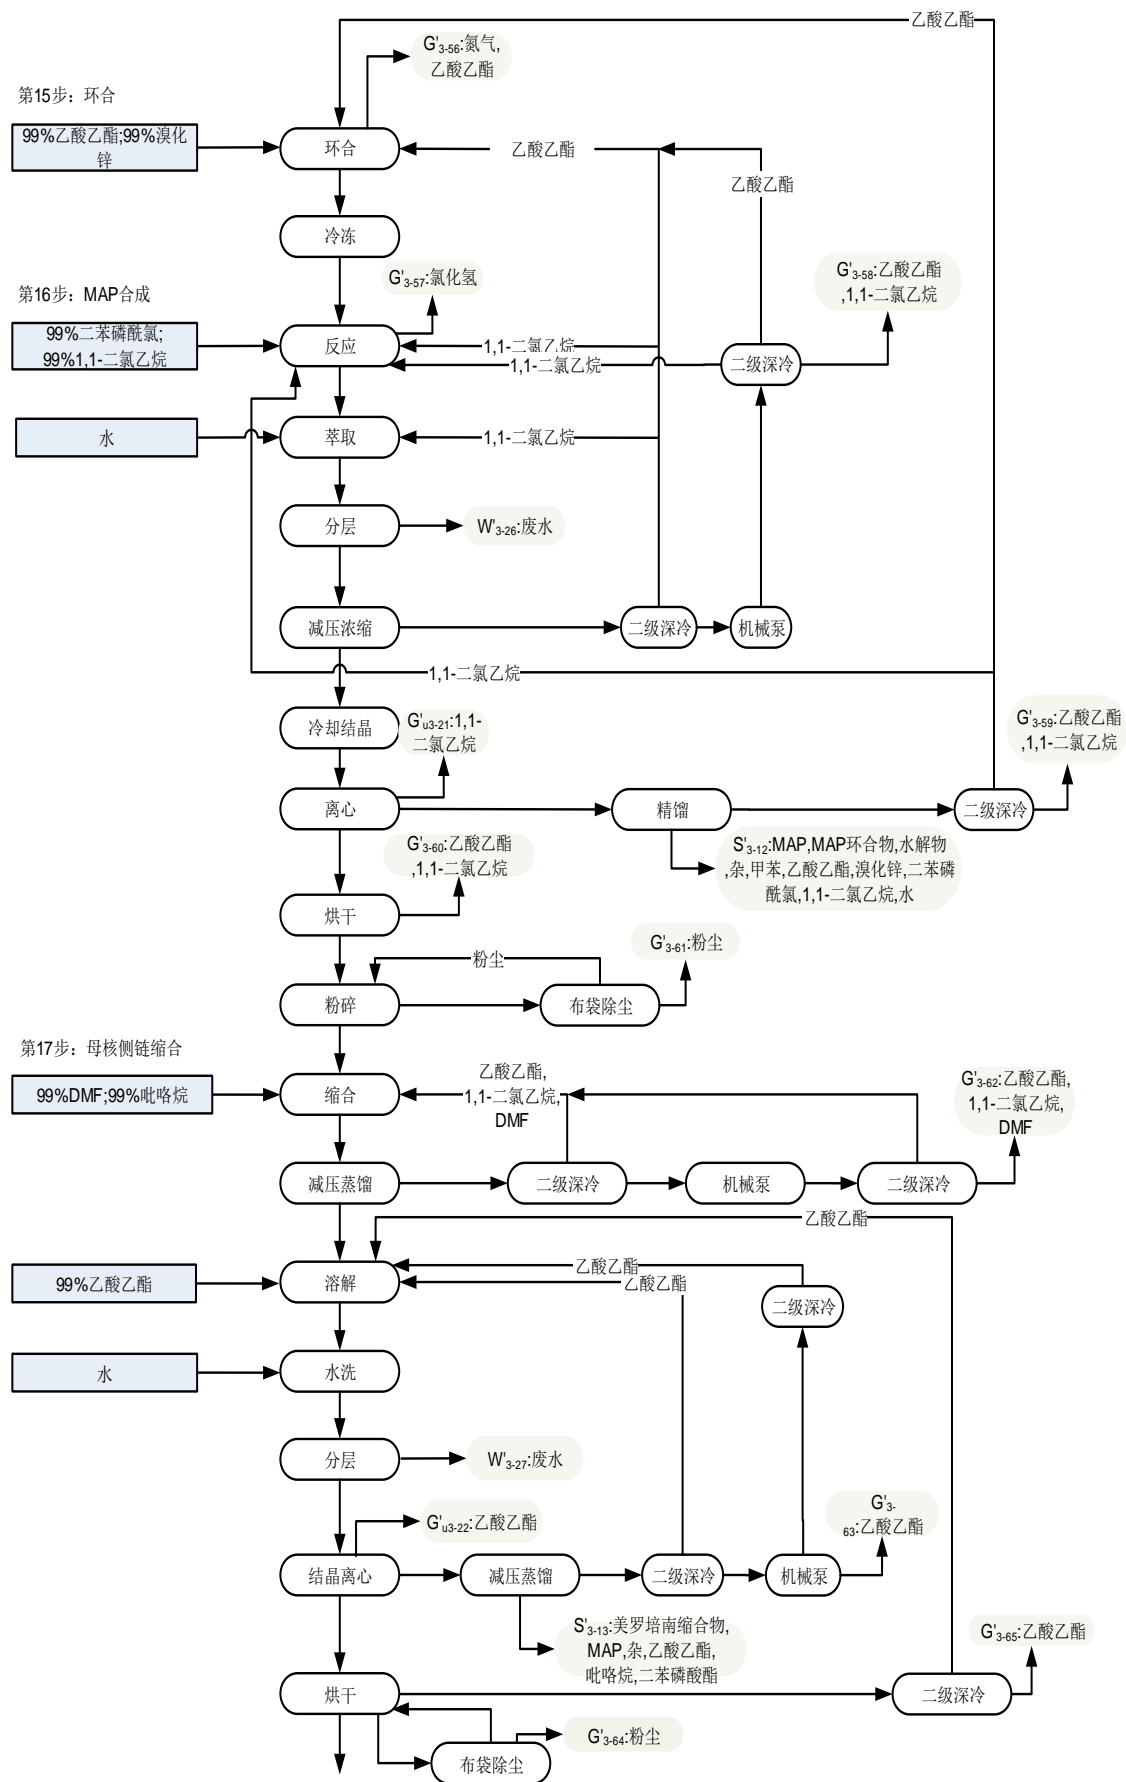 乙酸乙酯
G'3-56:氮气,
乙酸乙酯
第15步：环合
99%乙酸乙酯;99%溴化
锌
环合
乙酸乙酯
乙酸乙酯
冷冻
G'3-57:氯化氢
G'3-58:乙酸乙酯
,1,1-二氯乙烷
第16步：MAP合成
99%二苯磷酰氯;
99%1,1-二氯乙烷
反应
1,1-二氯乙烷
1,1-二氯乙烷
二级深冷
水
萃取
1,1-二氯乙烷
分层
W'3-26:废水
减压浓缩
二级深冷
机械泵
1,1-二氯乙烷
冷却结晶
G'u3-21:1,1-
二氯乙烷
G'3-59:乙酸乙酯
,1,1-二氯乙烷
离心
精馏
二级深冷
G'3-60:乙酸乙酯
,1,1-二氯乙烷
S'3-12:MAP,MAP环合物,水解物
,杂,甲苯,乙酸乙酯,溴化锌,二苯磷
酰氯,1,1-二氯乙烷,水
烘干
G'3-61:粉尘
粉尘
粉碎
布袋除尘
第17步：母核侧链缩合
99%DMF;99%吡咯烷
缩合
乙酸乙酯,
1,1-二氯乙烷,
DMF
G'3-62:乙酸乙酯,
1,1-二氯乙烷,
DMF
减压蒸馏
二级深冷
机械泵
二级深冷
乙酸乙酯
99%乙酸乙酯
溶解
乙酸乙酯
乙酸乙酯
二级深冷
水
水洗
分层
W'3-27:废水
G'u3-22:乙酸乙酯
G'3-
63:乙酸乙酯
结晶离心
减压蒸馏
二级深冷
机械泵
S'3-13:美罗培南缩合物,
MAP,杂,乙酸乙酯,
吡咯烷,二苯磷酸酯
G'3-65:乙酸乙酯
烘干
二级深冷
G'3-64:粉尘
布袋除尘